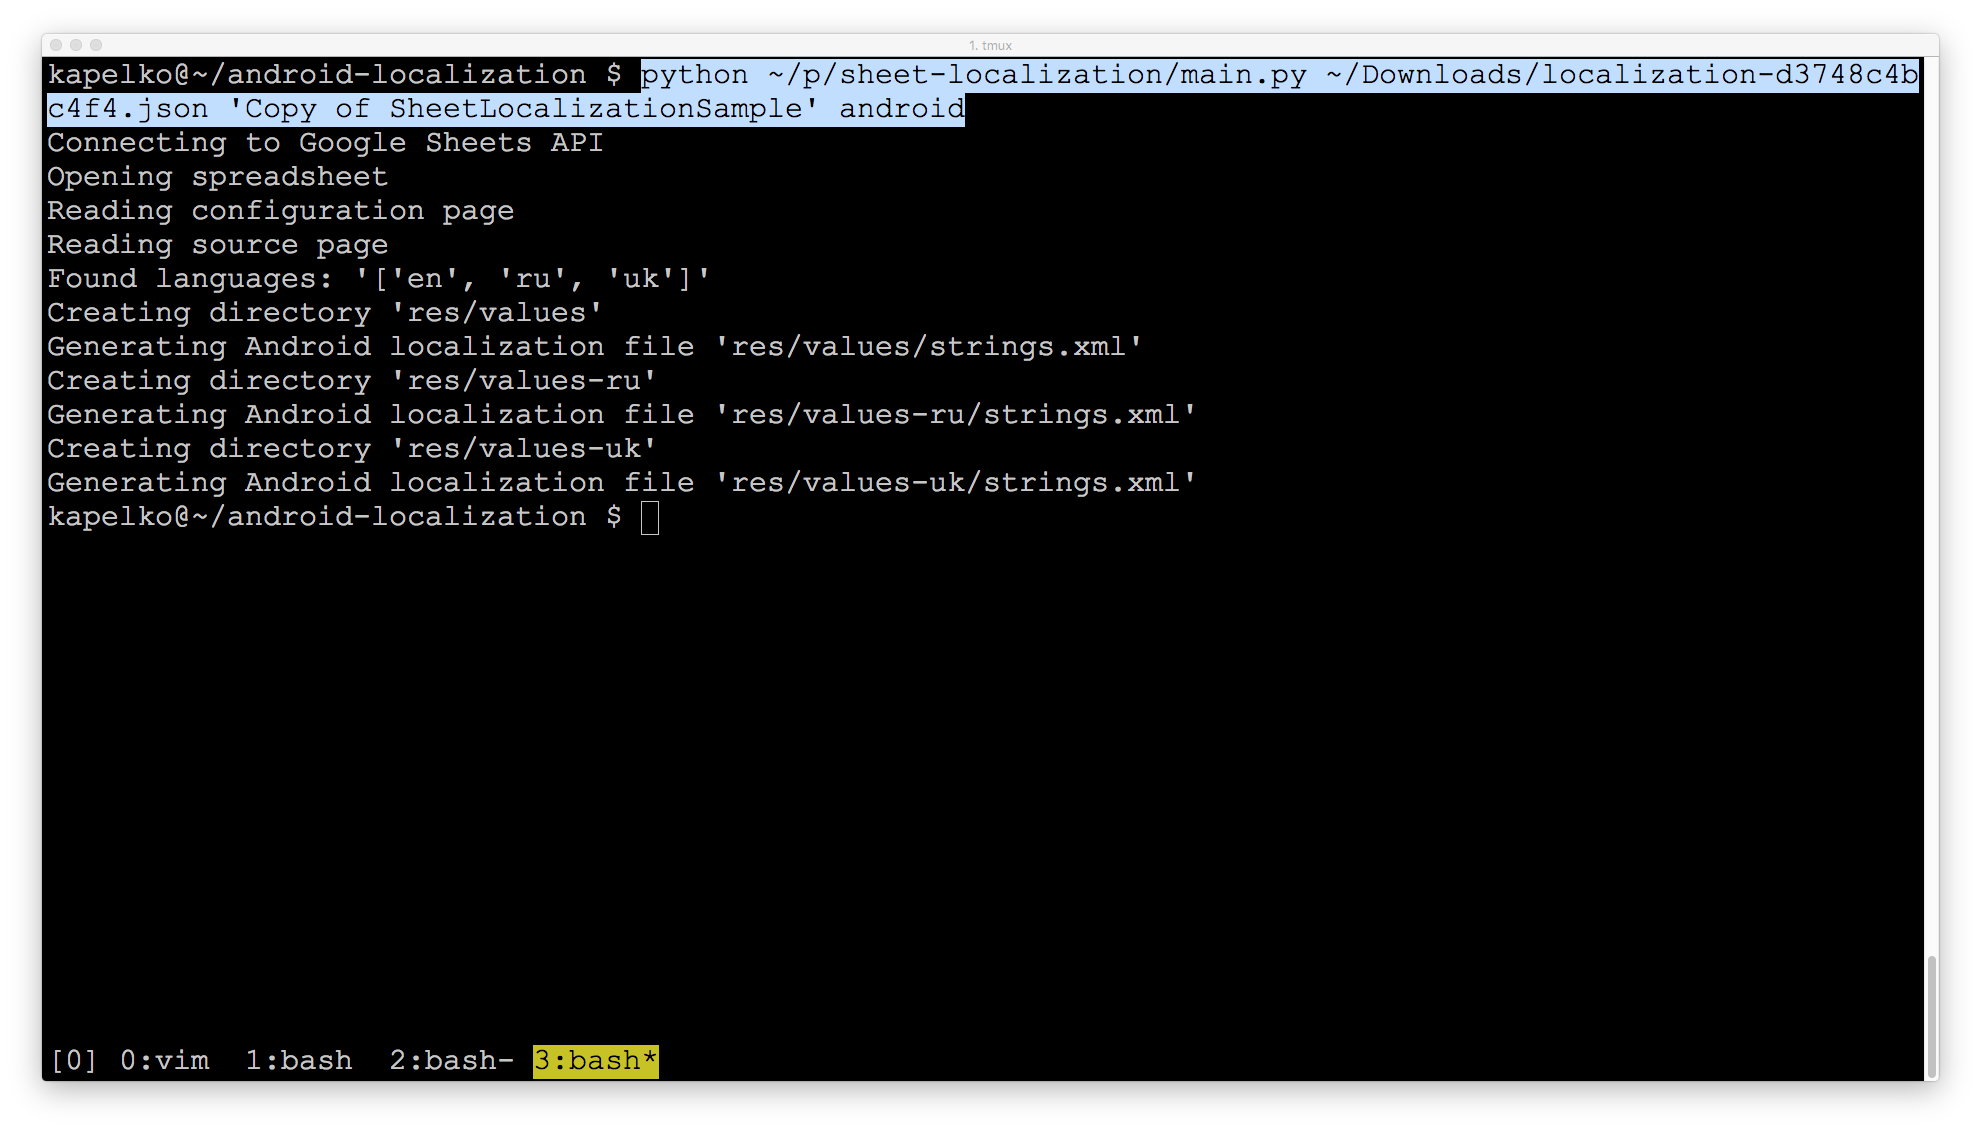 1. tmux
kapelko@~/android-localization $ python ~/p/sheet-localization/main.py ~/Downloads/localization-d3748c4b
c4f4.json 'Copy of SheetLocalizationSample' android
Connecting to Google Sheets API
Opening spreadsheet
Reading configuration page
Reading source page
Found languages: '['en', 'ru', 'uk']'
Creating directory 'res/values'
Generating Android localization file 'res/values/strings.xml'
Creating directory 'res/values-ru'
Generating Android localization file 'res/values-ru/strings.xml'
Creating directory 'res/values-uk'
Generating Android localization file 'res/values-uk/strings.xml'
kapelko@~/android-localization $
[0] 0:vim  1:bash  2:bash- 3:bash*